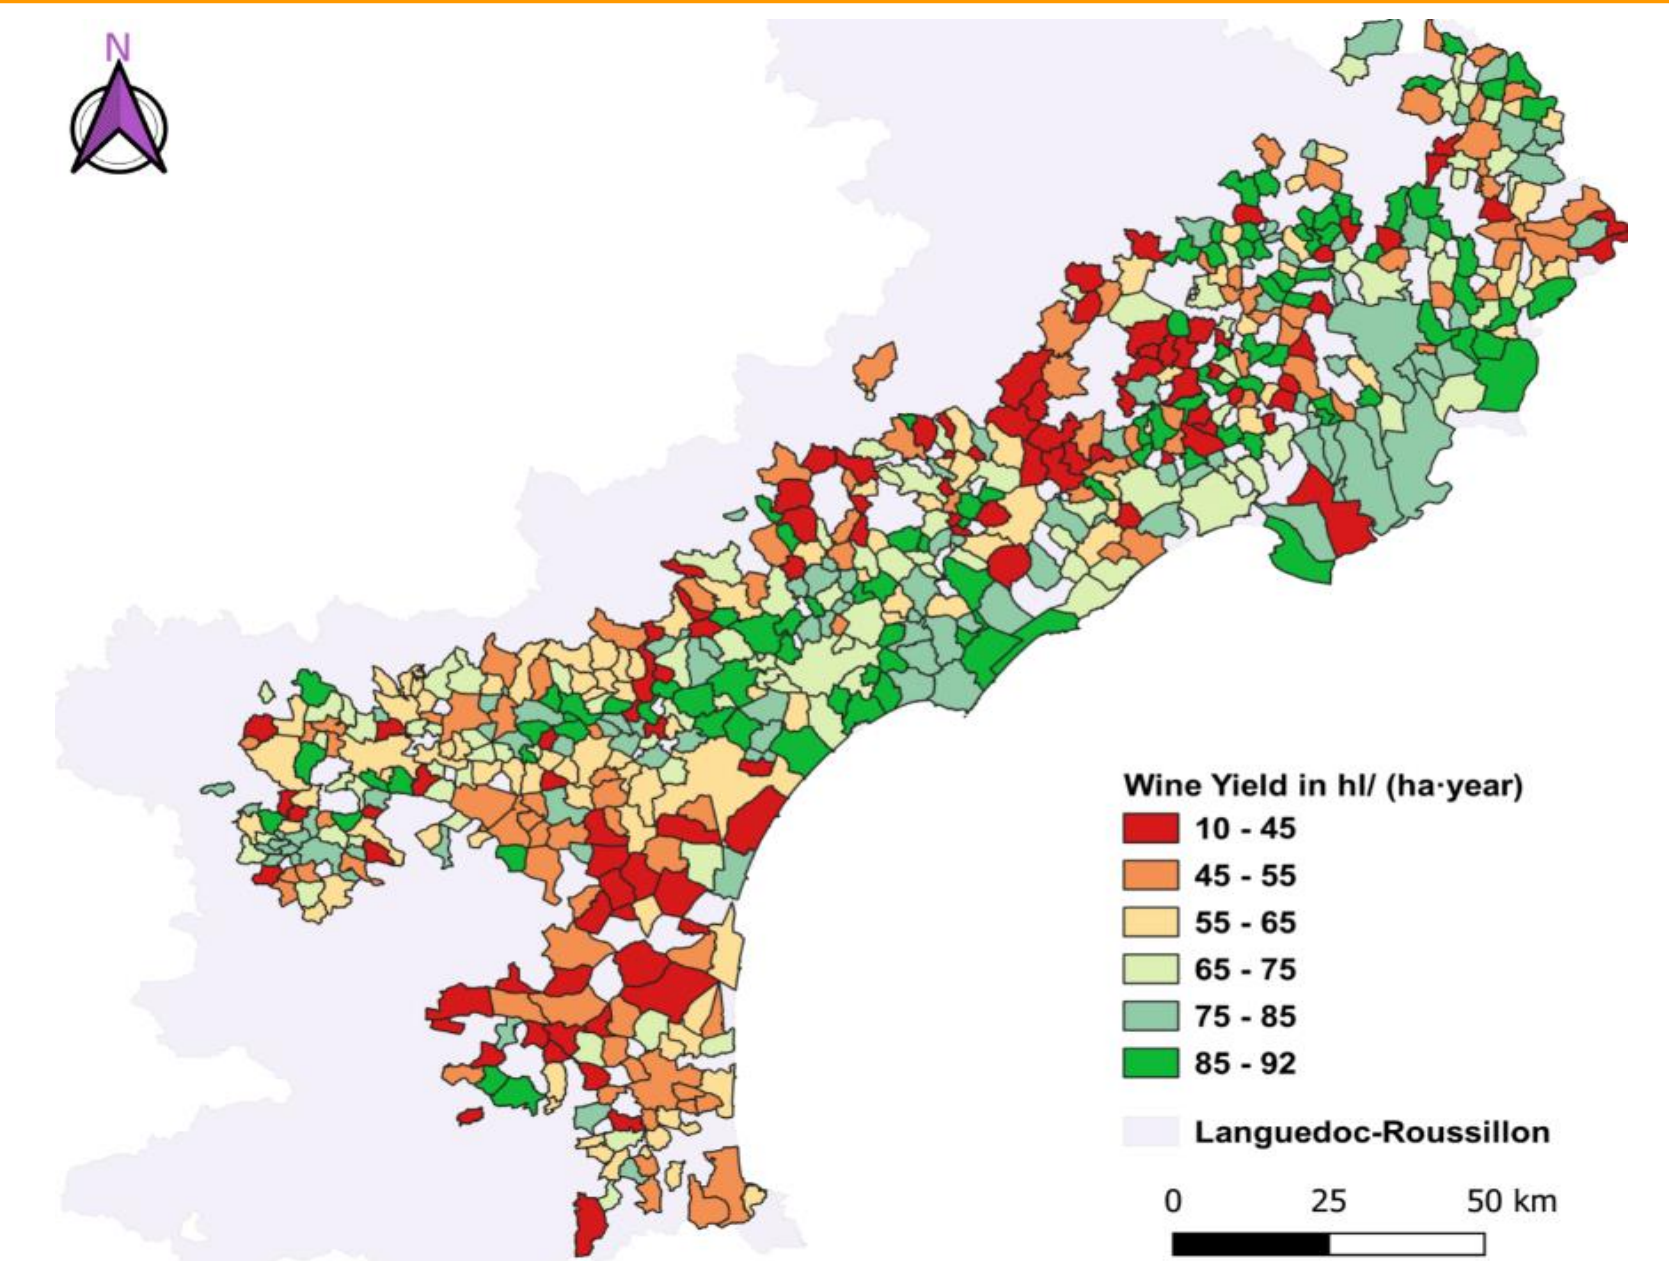 N
Wine Yield in hl/ (ha·year)
10 - 45
45 - 55
55 - 65
65 - 75
75 - 85
85 - 92
Languedoc-Roussillon
0 25 50 km